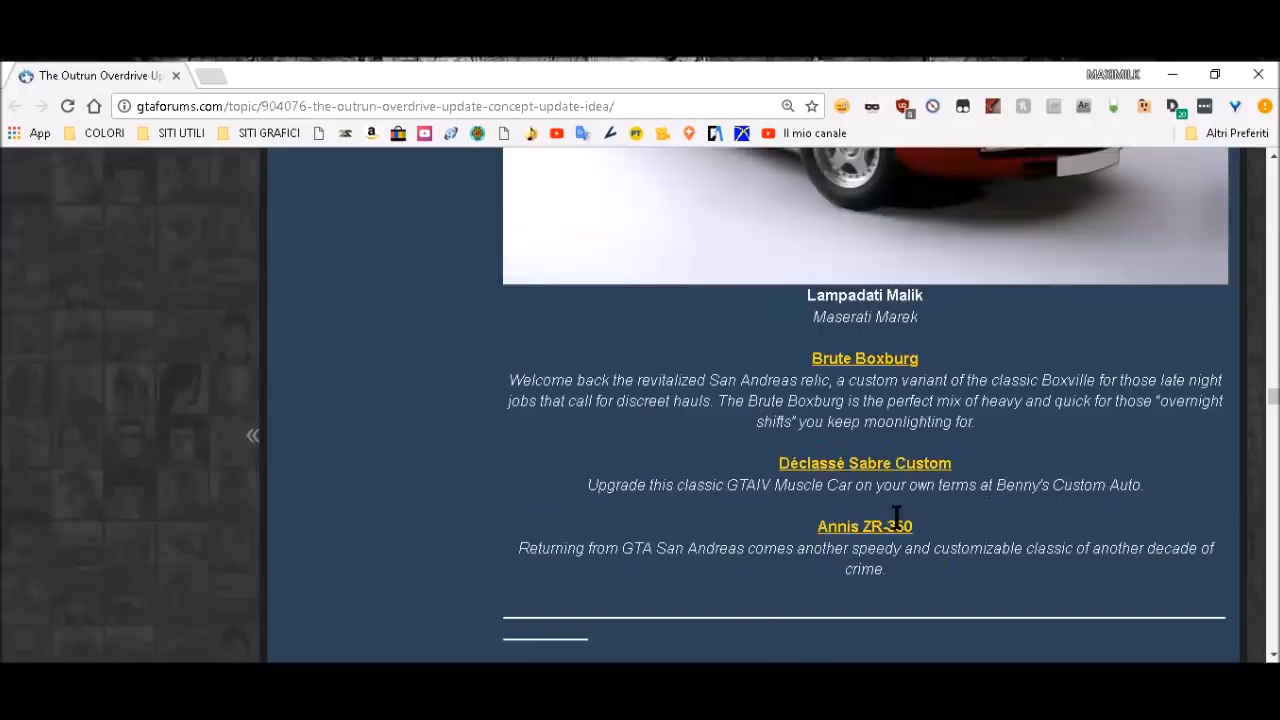 The Outrun Overdrive Up
MAXIMILK
gtaforums.com/topic/904076-the-outrun-overdrive-update-concept-update-idea/
App COLORI SITI UTILI SITI GRAFICI Il mio canale Altri Preferiti
Lampadati Malik
Maserati Marek
Brute Boxburg
Welcome back the revitalized San Andreas relic, a custom variant of the classic Boxville for those late night
jobs that call for discreet hauls. The Brute Boxburg is the perfect mix of heavy and quick for those "overnight
shifts" you keep moonlighting for.
Déclassé Sabre Custom
Upgrade this classic GTAIV Muscle Car on your own terms at Benny's Custom Auto.
Annis ZR-350
Returning from GTA San Andreas comes another speedy and customizable classic of another decade of
crime.